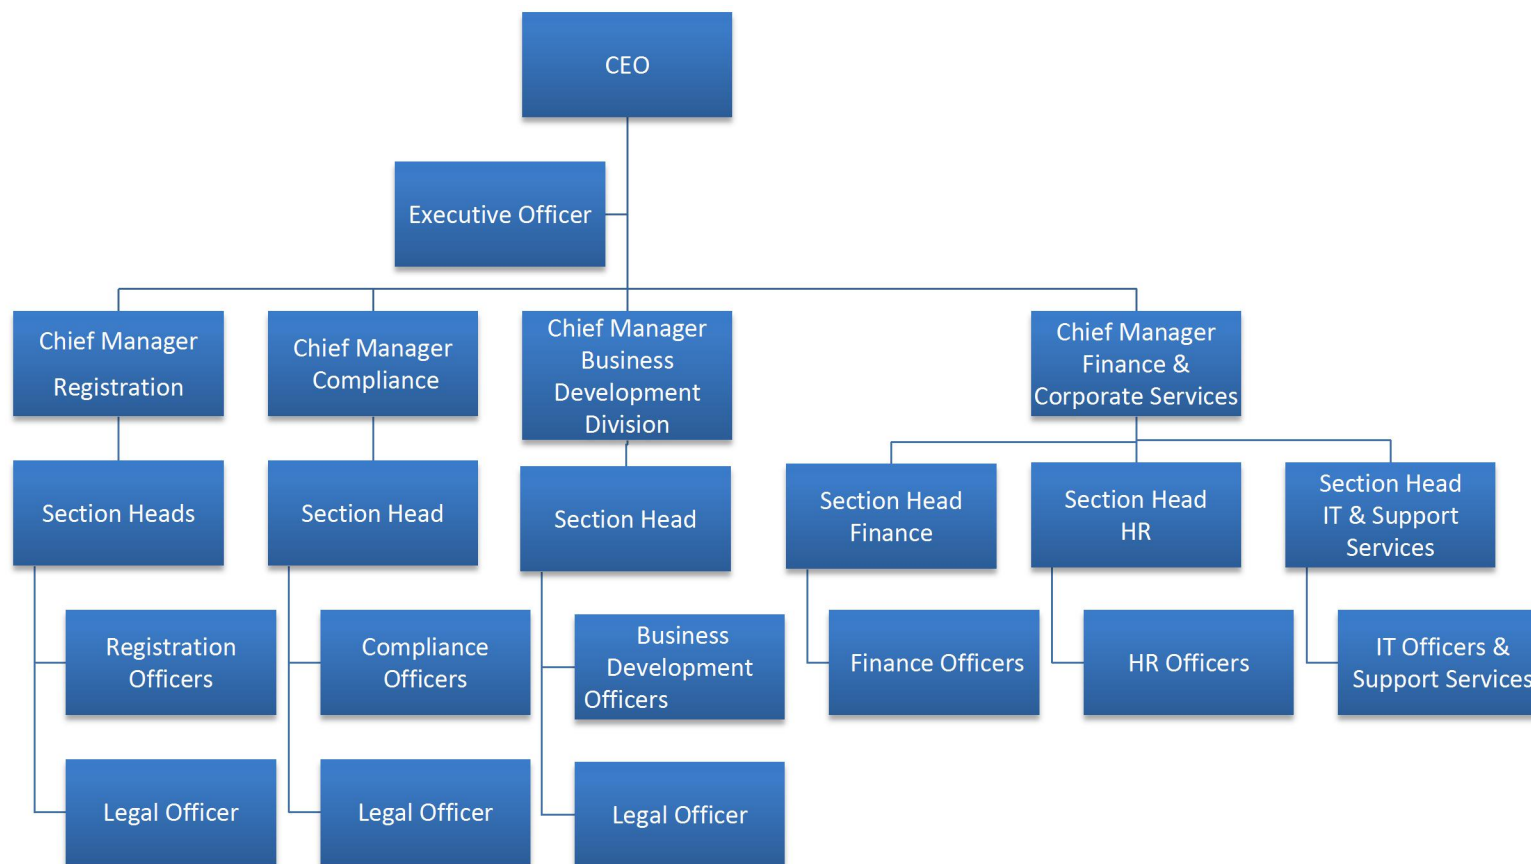 CEO
Executive Officer
Chief Manager
Registration
Chief Manager
Compliance
Chief Manager
Business
Development
Division
Chief Manager
Finance &
Corporate Services
Section Heads
Section Head
Section Head
Section Head
Finance
Section Head
HR
Section Head
IT & Support
Services
Registration
Officers
Compliance
Officers
Business
Development
Officers
Finance Officers
HR Officers
IT Officers &
Support Services
Legal Officer
Legal Officer
Legal Officer